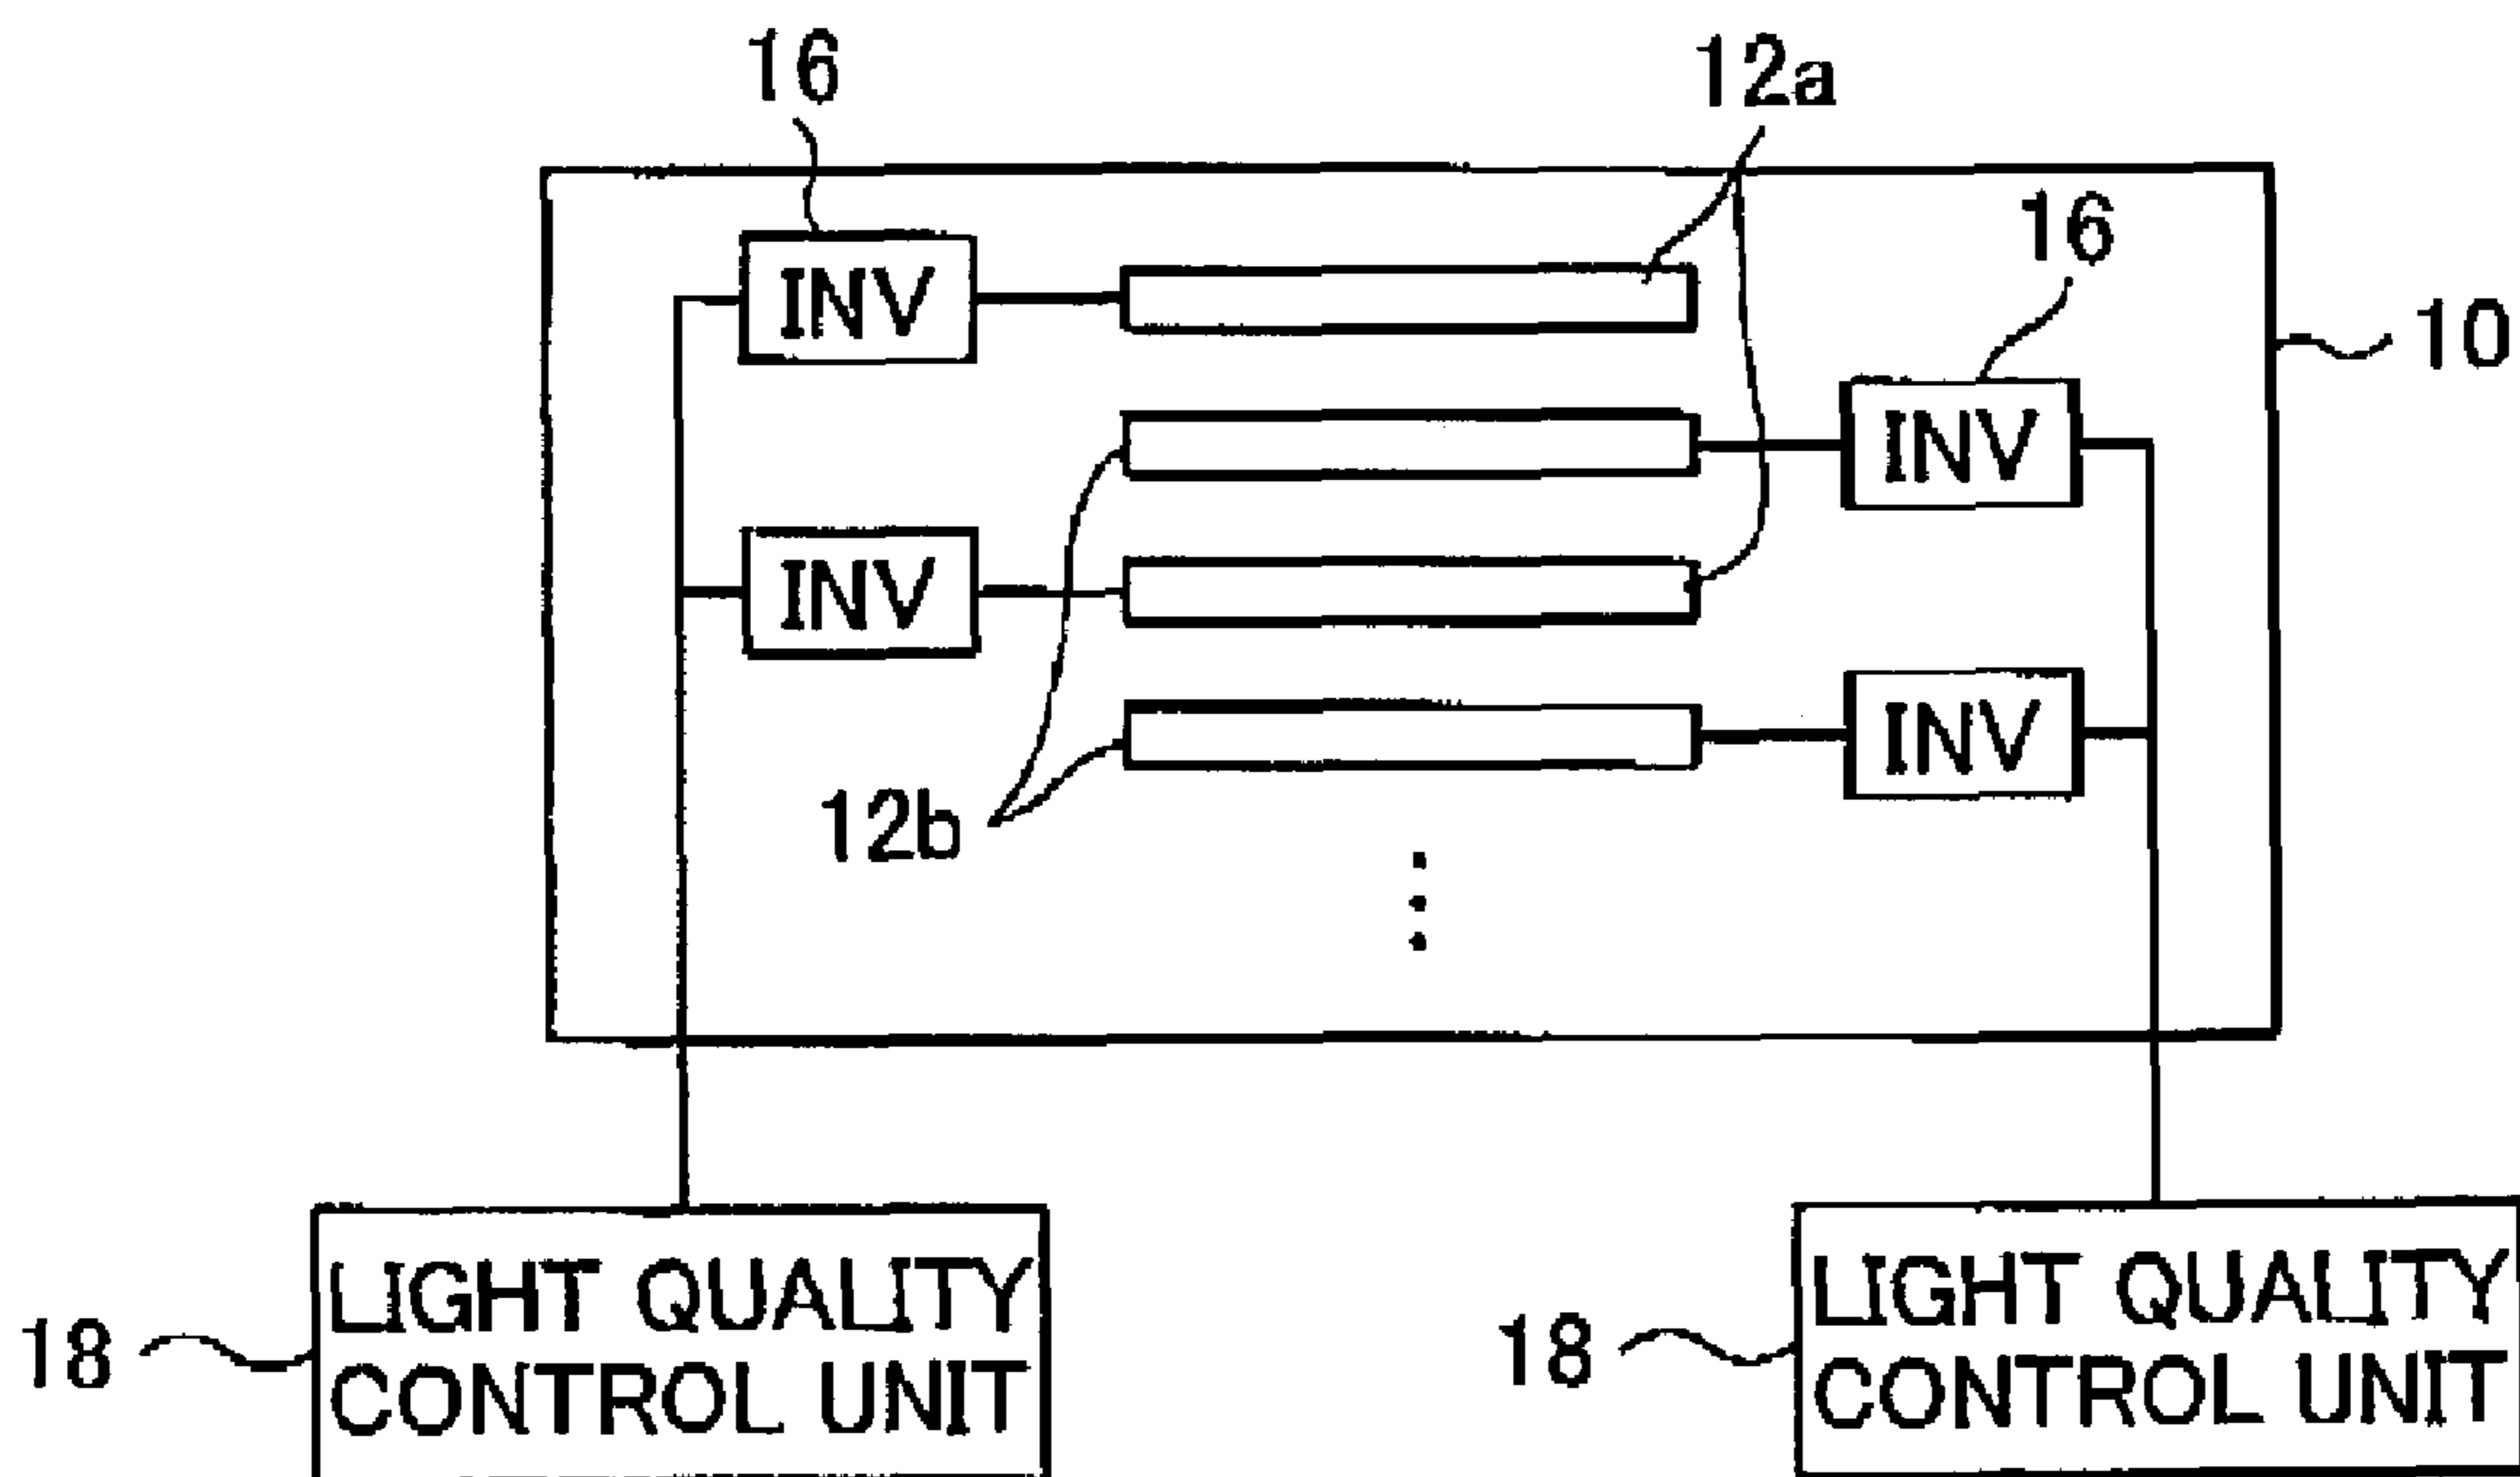 16
12a
16
10
INV
INV
INV
INV
12b
18
LIGHT QUALITY
CONTROL UNIT
18
LIGHT QUALITY
CONTROL UNIT